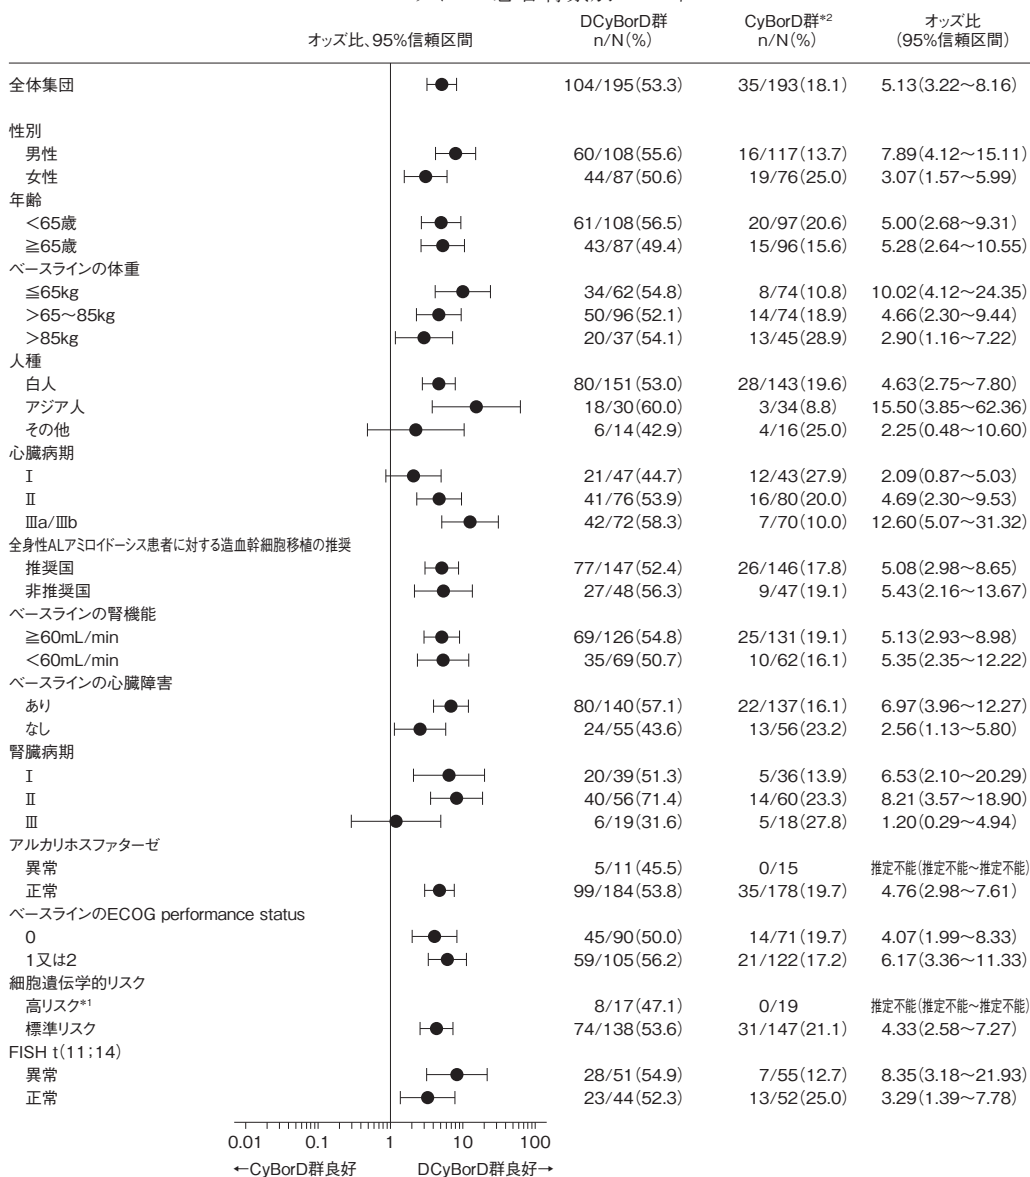 DCyBorD群 CyBorD群*2 オッズ比
オッズ比、95%信頼区間 n/N(%) n/N(%) (95%信頼区間)
全体集団 104/195(53.3) 35/193(18.1) 5.13(3.22～8.16)
性別
男性 60/108(55.6) 16/117(13.7) 7.89(4.12～15.11)
女性 44/87(50.6) 19/76(25.0) 3.07(1.57～5.99)
年齢
<65歳 61/108(56.5) 20/97(20.6) 5.00(2.68～9.31)
≧65歳 43/87(49.4) 15/96(15.6) 5.28(2.64～10.55)
ベースラインの体重
≦65kg 34/62(54.8) 8/74(10.8) 10.02(4.12～24.35)
>65～85kg 50/96(52.1) 14/74(18.9) 4.66(2.30～9.44)
>85kg 20/37(54.1) 13/45(28.9) 2.90(1.16～7.22)
人種
白人 80/151(53.0) 28/143(19.6) 4.63(2.75～7.80)
アジア人 18/30(60.0) 3/34(8.8) 15.50(3.85～62.36)
その他 6/14(42.9) 4/16(25.0) 2.25(0.48～10.60)
心臓病期
Ⅰ 21/47(44.7) 12/43(27.9) 2.09(0.87～5.03)
Ⅱ 41/76(53.9) 16/80(20.0) 4.69(2.30～9.53)
Ⅲa/Ⅲb 42/72(58.3) 7/70(10.0) 12.60(5.07～31.32)
全身性ALアミロイドーシス患者に対する造血幹細胞移植の推奨
推奨国 77/147(52.4) 26/146(17.8) 5.08(2.98～8.65)
非推奨国 27/48(56.3) 9/47(19.1) 5.43(2.16～13.67)
ベースラインの腎機能
≧60mL/min 69/126(54.8) 25/131(19.1) 5.13(2.93～8.98)
<60mL/min 35/69(50.7) 10/62(16.1) 5.35(2.35～12.22)
ベースラインの心臓障害
あり 80/140(57.1) 22/137(16.1) 6.97(3.96～12.27)
なし 24/55(43.6) 13/56(23.2) 2.56(1.13～5.80)
腎臓病期
Ⅰ 20/39(51.3) 5/36(13.9) 6.53(2.10～20.29)
Ⅱ 40/56(71.4) 14/60(23.3) 8.21(3.57～18.90)
Ⅲ 6/19(31.6) 5/18(27.8) 1.20(0.29～4.94)
アルカリホスファターゼ
異常 5/11(45.5) 0/15 推定不能(推定不能～推定不能)
正常 99/184(53.8) 35/178(19.7) 4.76(2.98～7.61)
ベースラインのECOG performance status
0 45/90(50.0) 14/71(19.7) 4.07(1.99～8.33)
1又は2 59/105(56.2) 21/122(17.2) 6.17(3.36～11.33)
細胞遺伝学的リスク
高リスク*1 8/17(47.1) 0/19 推定不能(推定不能～推定不能)
標準リスク 74/138(53.6) 31/147(21.1) 4.33(2.58～7.27)
FISH t(11;14)
異常 28/51(54.9) 7/55(12.7) 8.35(3.18～21.93)
正常 23/44(52.3) 13/52(25.0) 3.29(1.39～7.78)
0.01 0.1 1 10 100
←CyBorD群良好 DCyBorD群良好→